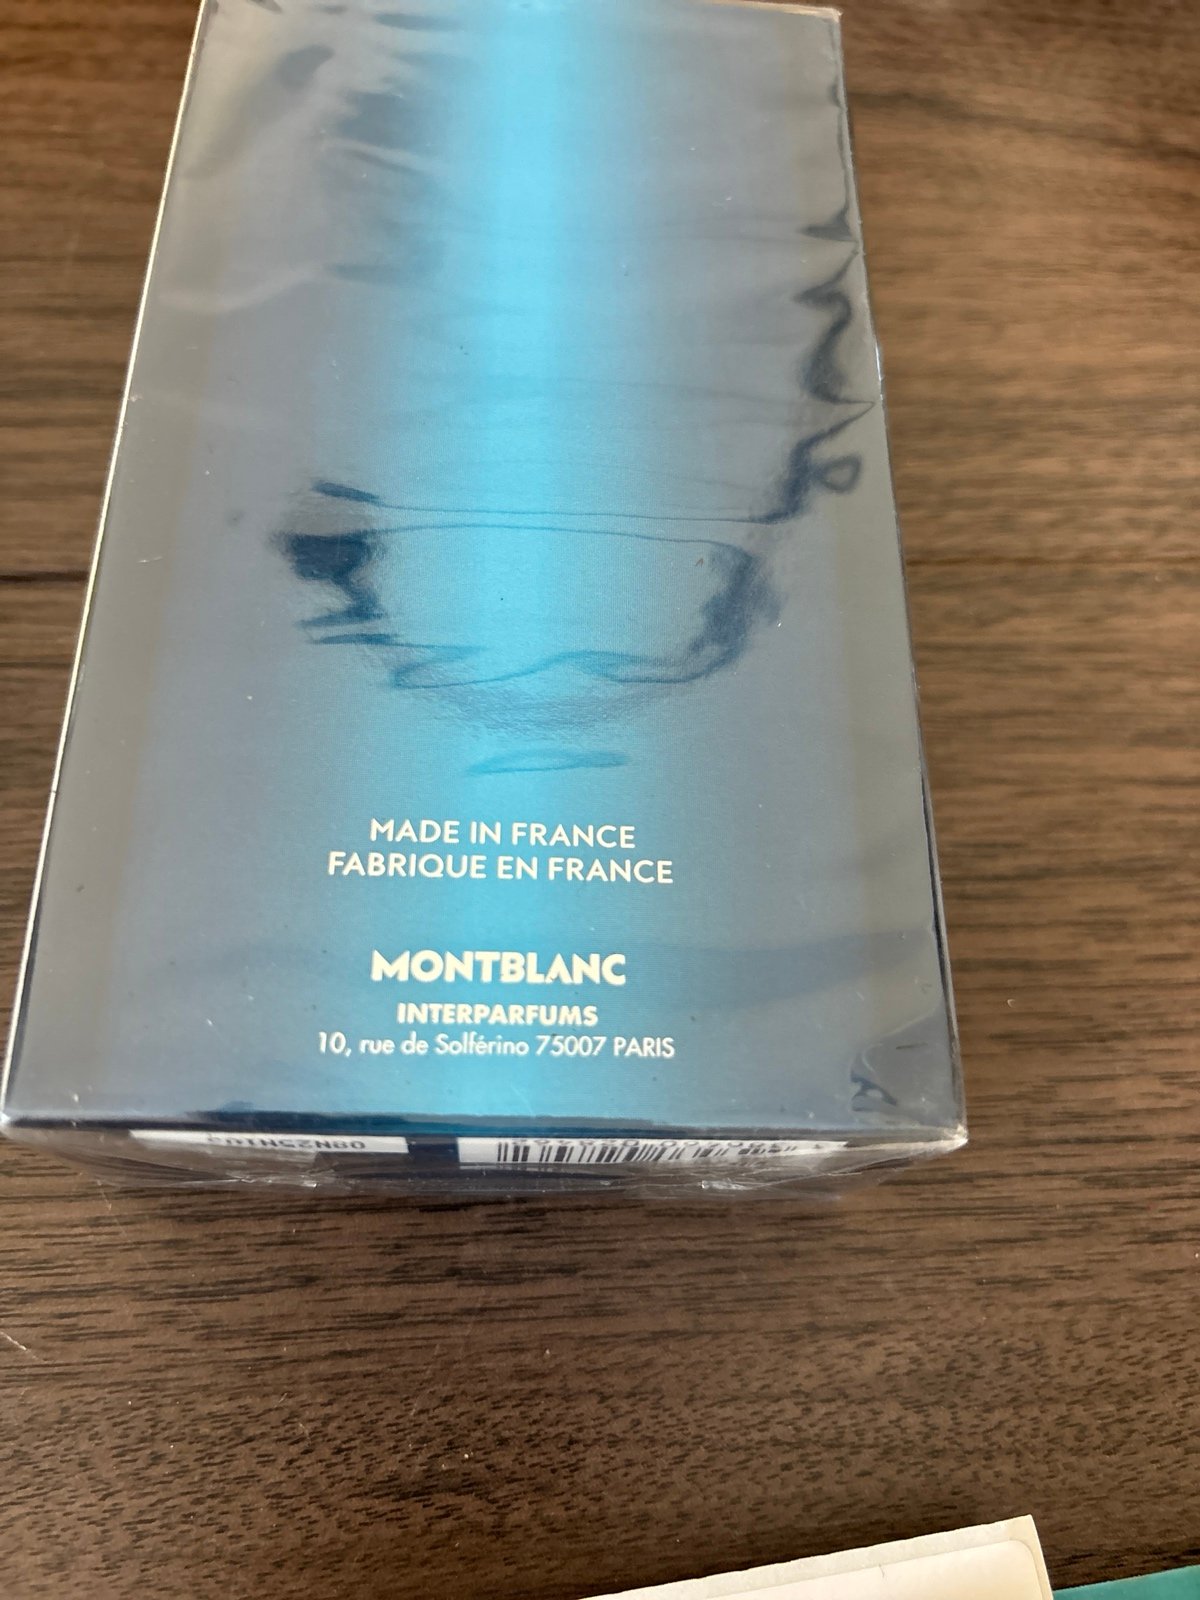 MADE IN FRANCE
FABRIQUE EN FRANCE
MONTBLANC
INTERPARFUMS
10, rue de Solférino 75007 PARIS